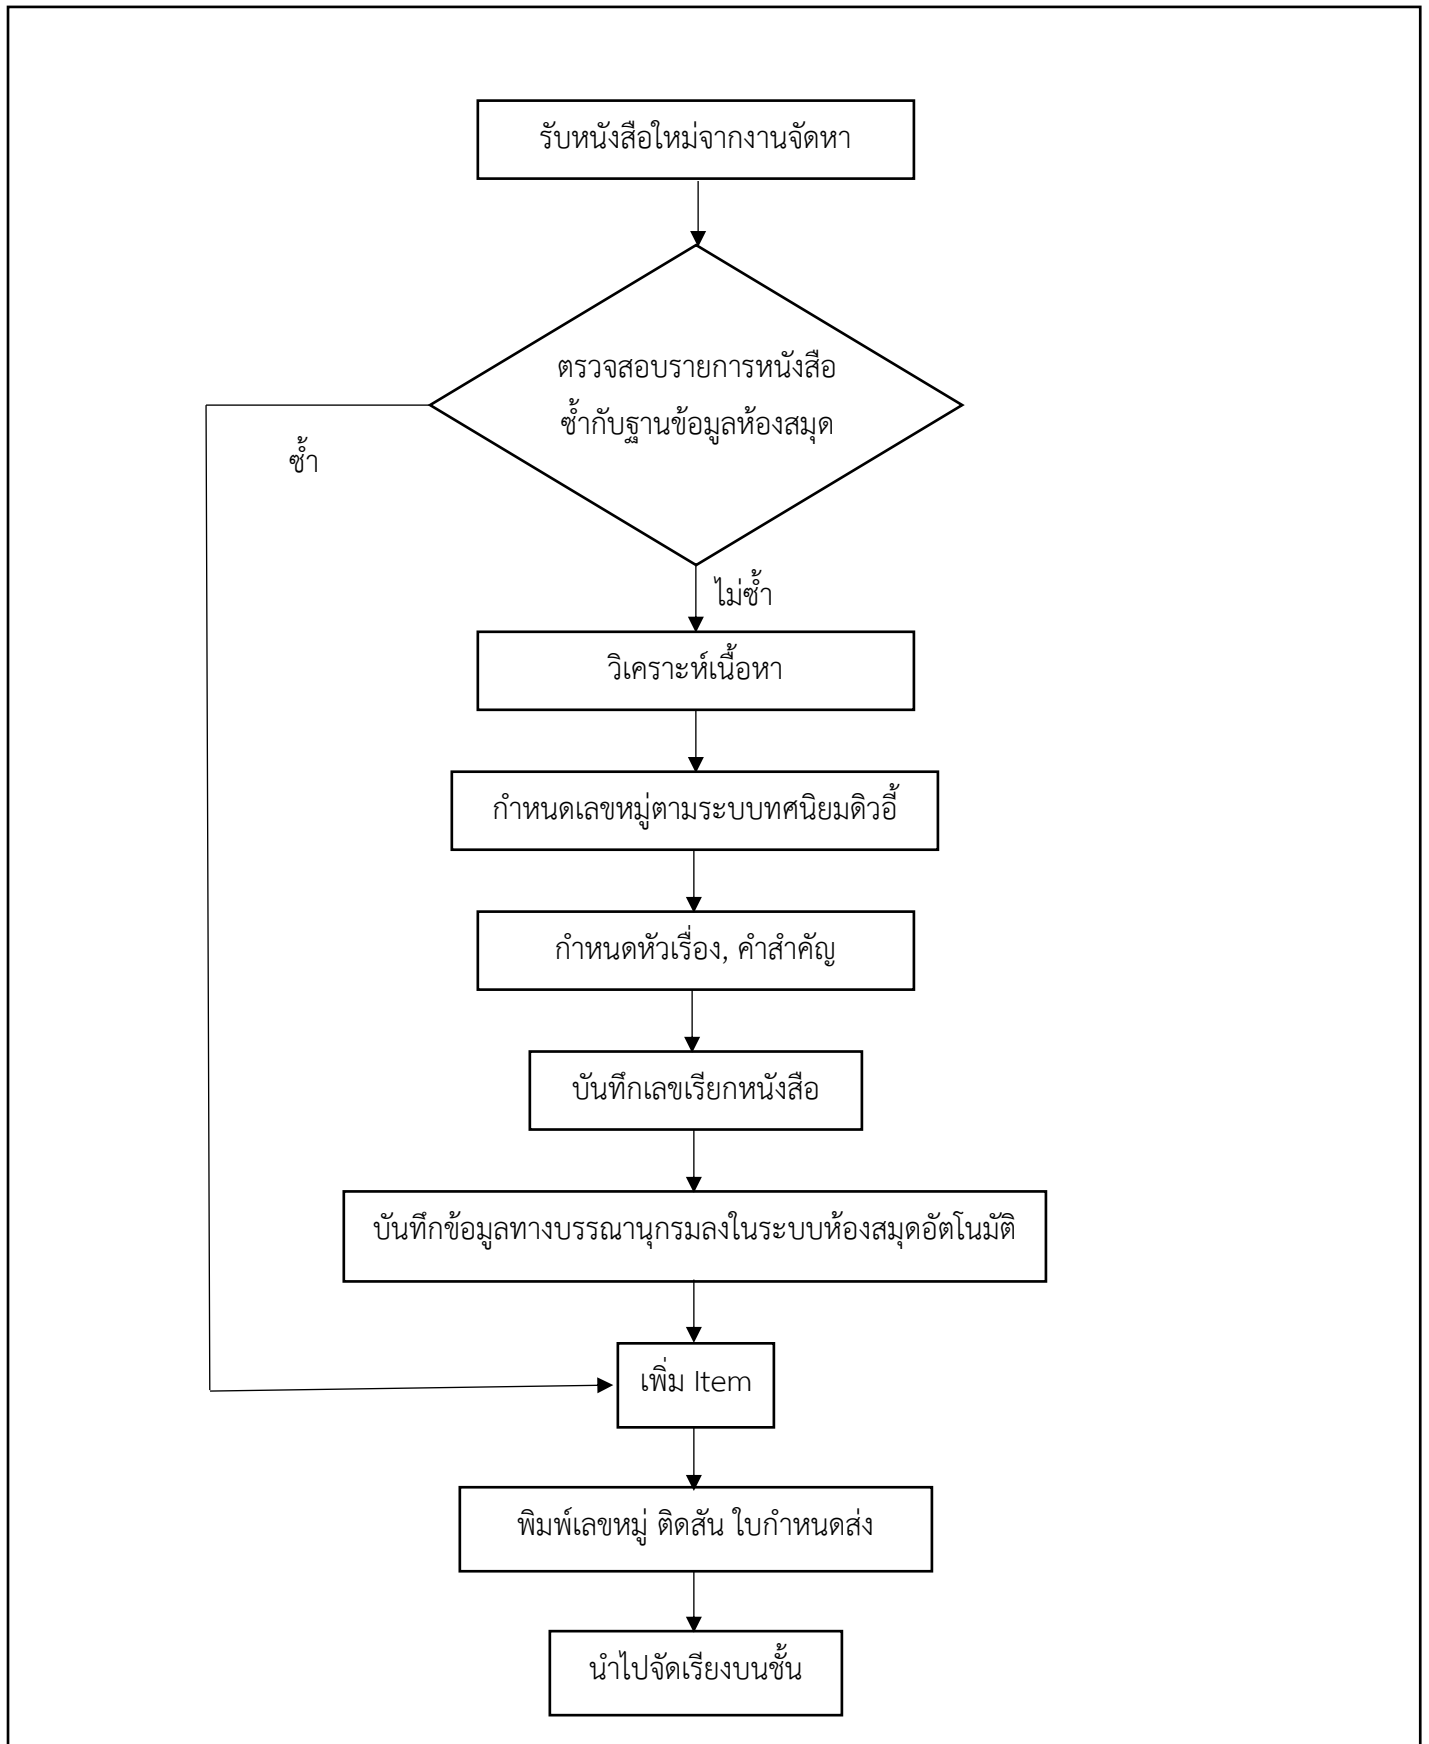 รับหนังสือใหม่จากงานจัดหา
ตรวจสอบรายการหนังสือ
ซ้ำกับฐานข้อมูลห้องสมุด
ซ้ำ
ไม่ซ้ำ
วิเคราะห์เนื้อหา
กำหนดเลขหมู่ตามระบบทศนิยมดิวอี้
กำหนดหัวเรื่อง, คำสำคัญ
บันทึกเลขเรียกหนังสือ
บันทึกข้อมูลทางบรรณานุกรมลงในระบบห้องสมุดอัตโนมัติ
เพิ่ม Item
พิมพ์เลขหมู่ ติดสัน ใบกำหนดส่ง
นำไปจัดเรียงบนชั้น